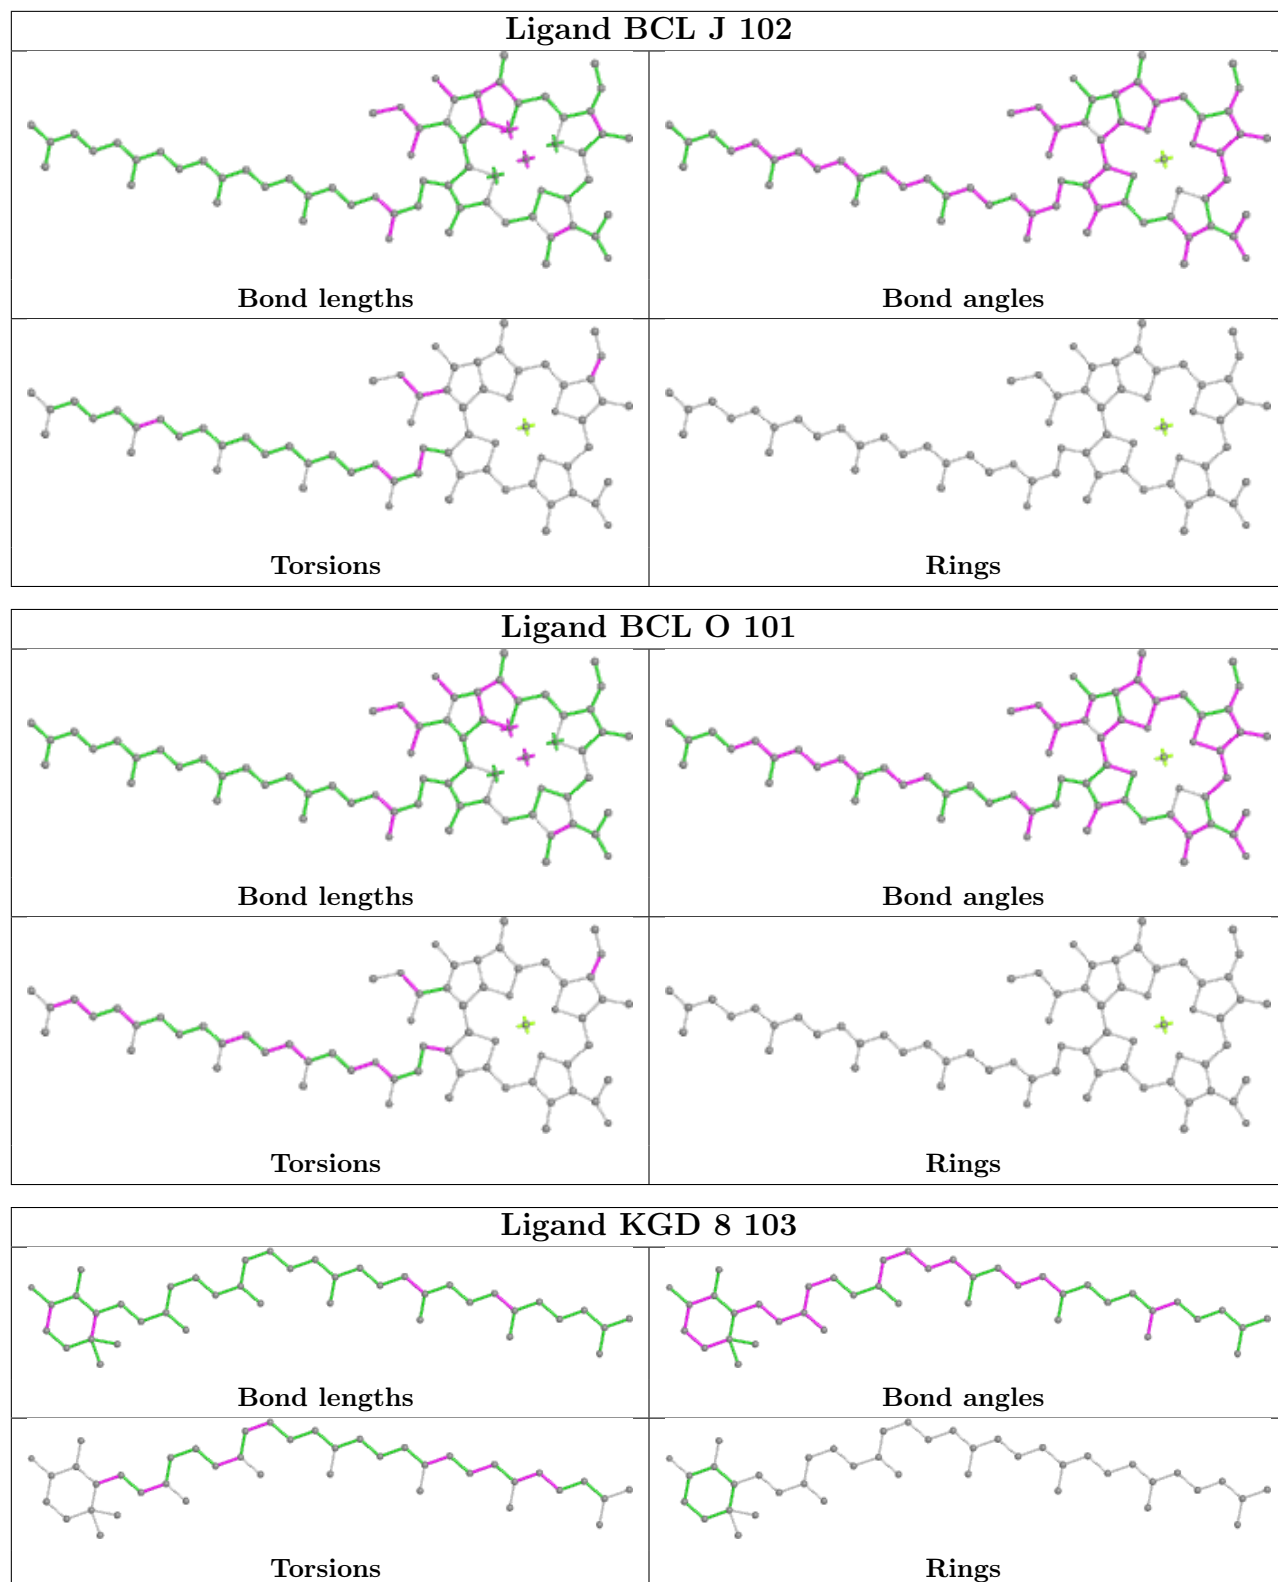 Ligand BCL J 102
Bond lengths
Bond angles
Torsions
Rings
Ligand BCL O 101
Bond lengths
Bond angles
Torsions
Rings
Ligand KGD 8 103
Bond lengths
Bond angles
Torsions
Rings